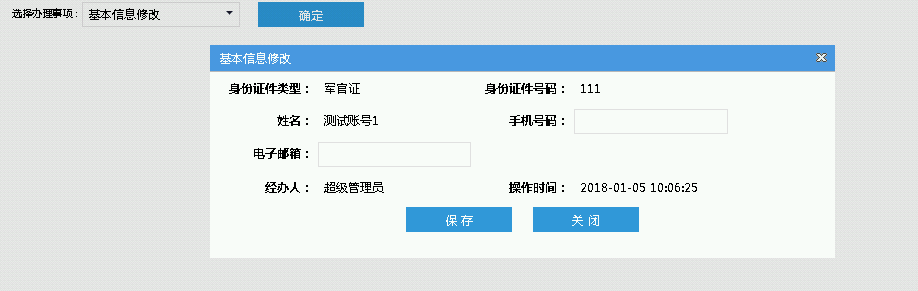 选择办理事项： 基本信息修改 确定
基本信息修改
身份证件类型： 军官证 身份证件号码： 111
姓名： 测试账号1 手机号码：
电子邮箱：
经办人： 超级管理员 操作时间： 2018-01-05 10:06:25
保 存 关 闭